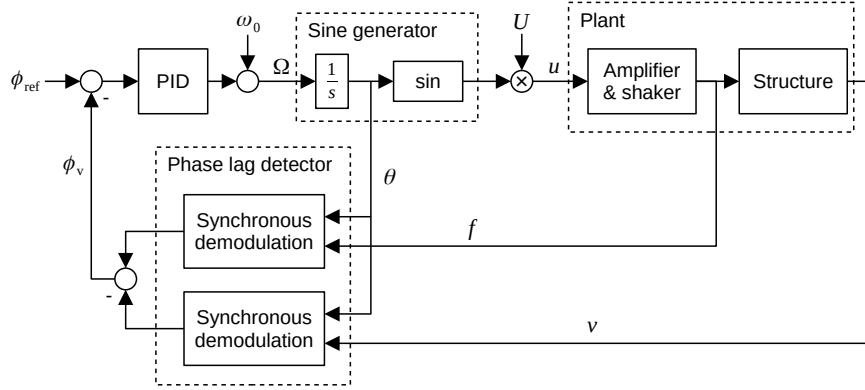 Sine generator
Plant
ω₀
U
ϕref
-
PID
Ω
1
s
sin
u
Amplifier
& shaker
Structure
ϕv
Phase lag detector
θ
Synchronous
demodulation
f
-
Synchronous
demodulation
v